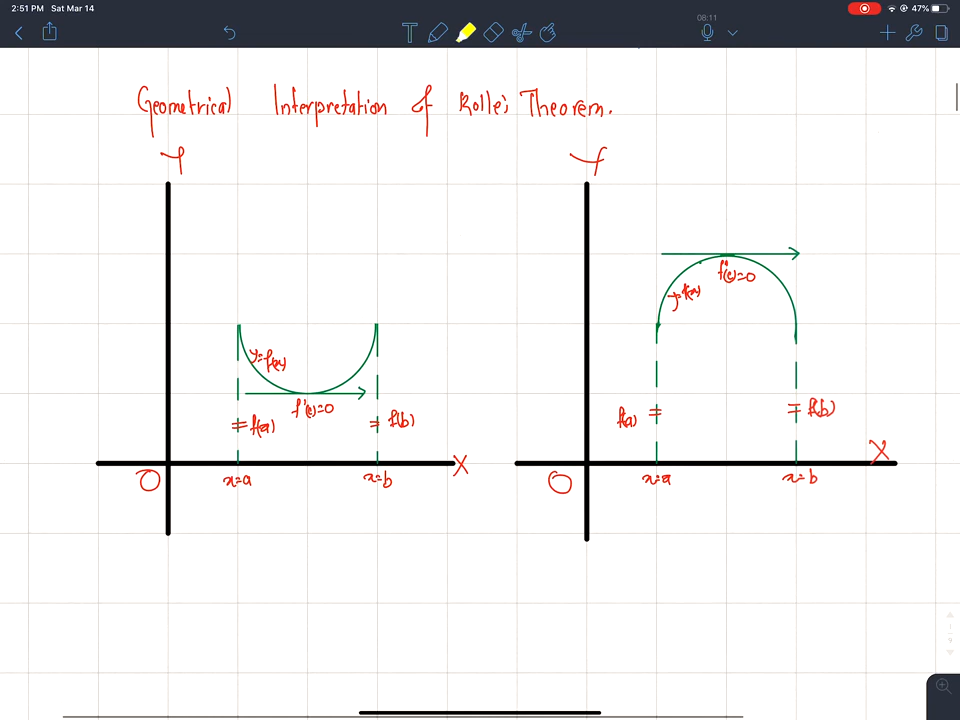 2:51 PM Sat Mar 14
47%
08:11
Geometrical Interpretation of Rolle's Theorem.
Y
Y
f'(c)=0
y=f(x)
y=f(x)
f'(c)=0
f(a)
f(b)
f(a)
f(b)
X
X
O
x=a
x=b
O
x=a
x=b